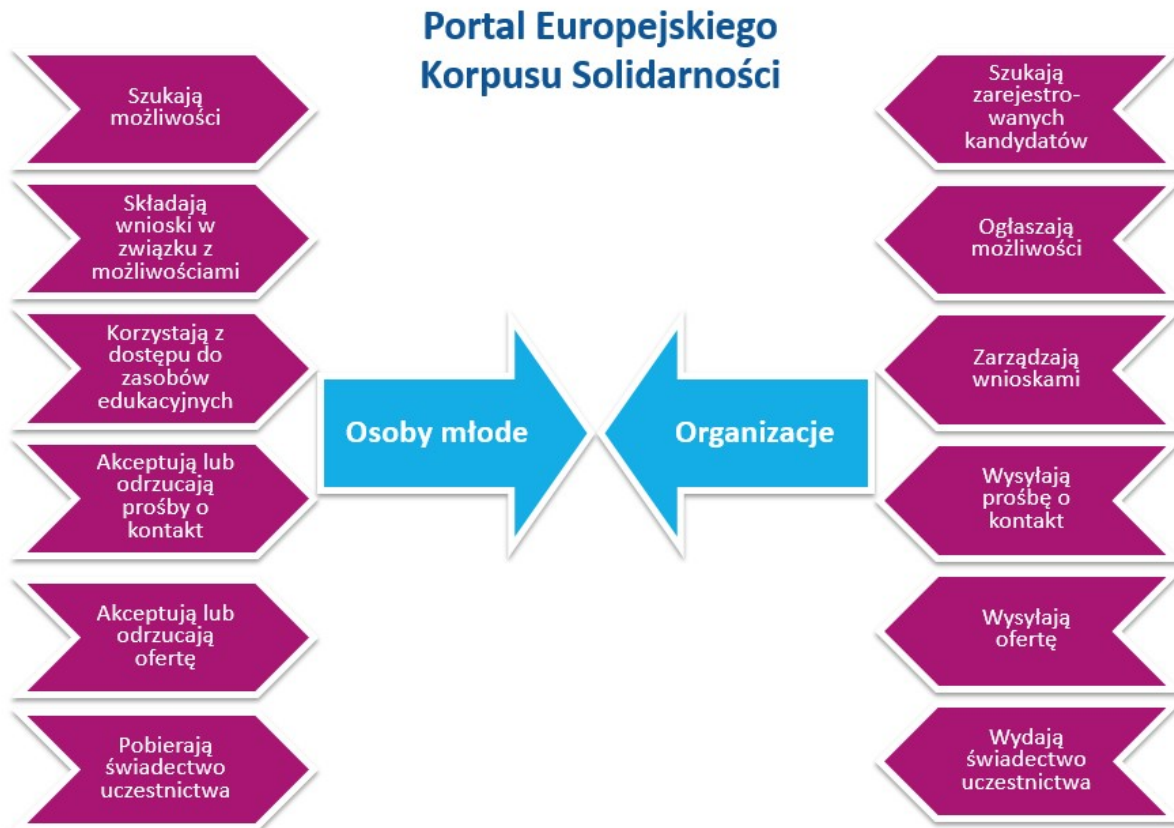 Portal Europejskiego
Korpusu Solidarności
Szukają
możliwości
Składają
wnioski w
związku z
możliwościami
Korzystają z
dostępu do
zasobów
edukacyjnych
Akceptują lub
odrzucają
prośby o
kontakt
Akceptują lub
odrzucają
ofertę
Pobierają
świadectwo
uczestnictwa
Osoby młode
Organizacje
Szukają
zarejestro-
wanych
kandydatów
Ogłaszają
możliwości
Zarządzają
wnioskami
Wysyłają
prośbę o
kontakt
Wysyłają
ofertę
Wydają
świadectwo
uczestnictwa